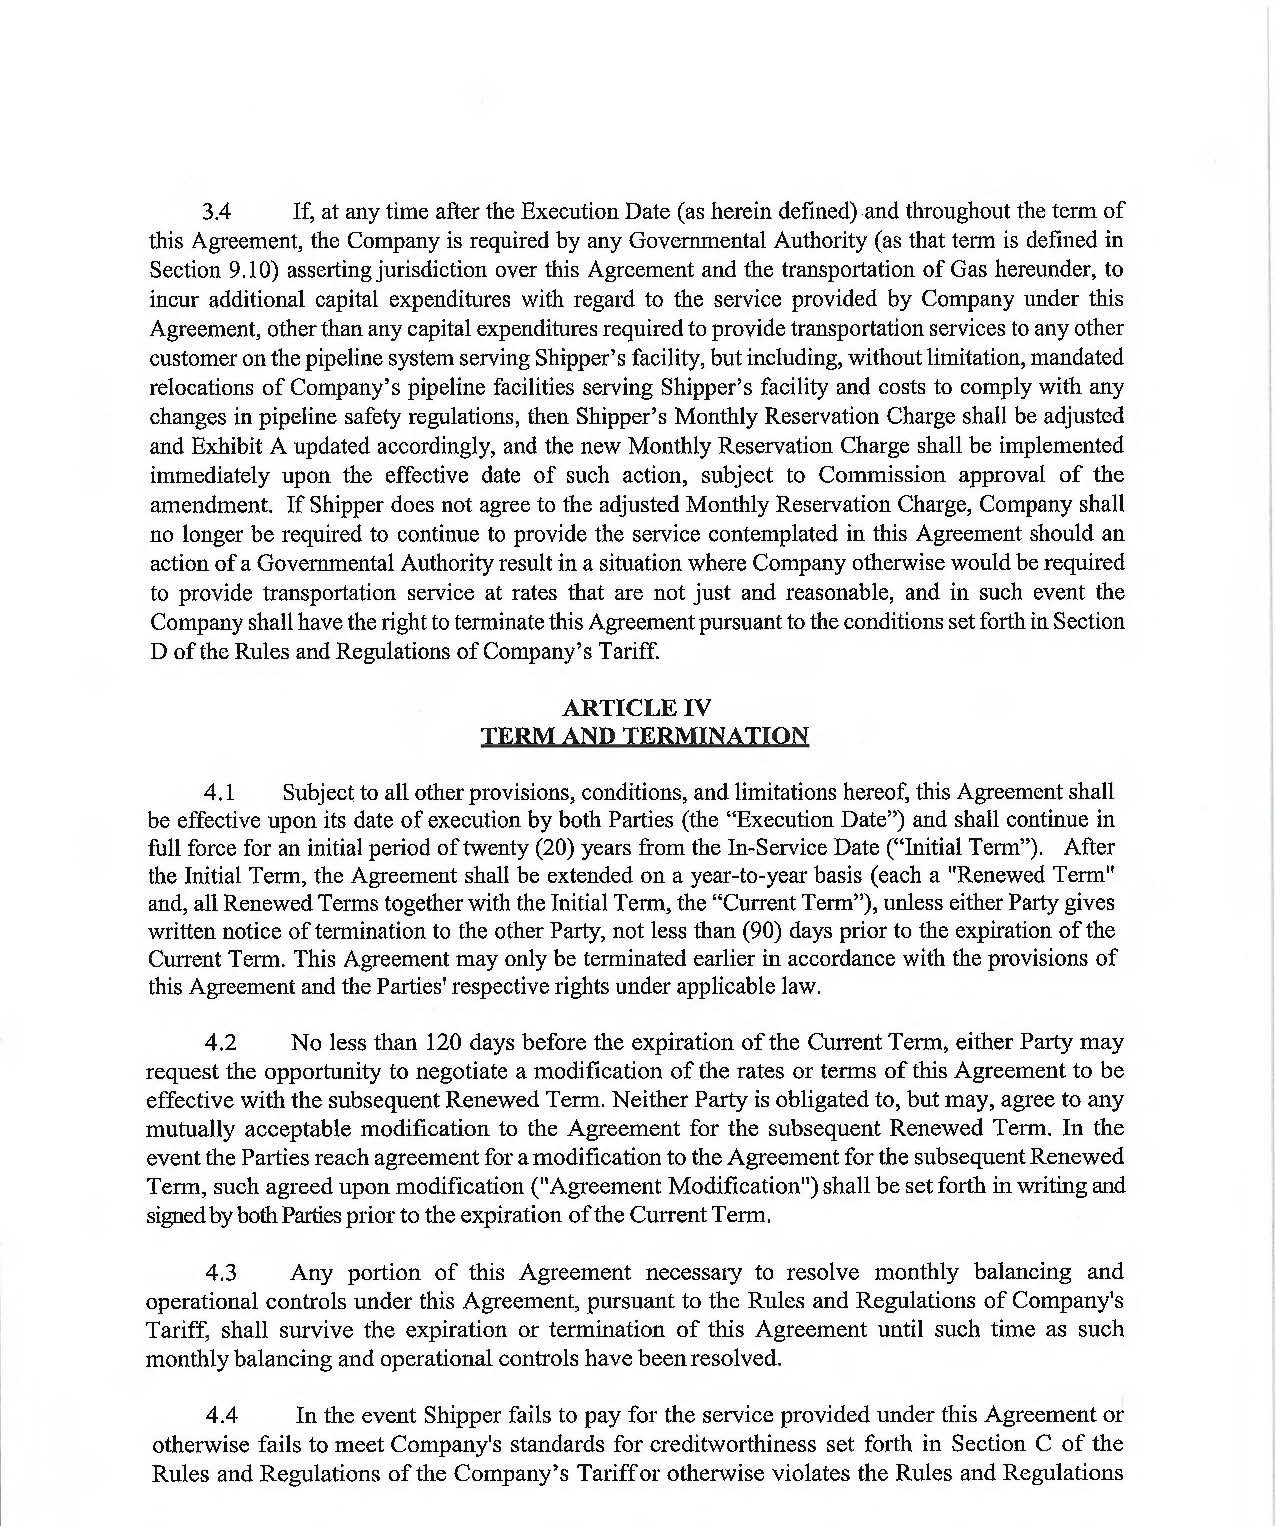 3.4 If, at any time after the Execution Date (as herein defined) and throughout the term of
this Agreement, the Company is required by any Governmental Authority (as that term is defined in
Section 9.10) asserting jurisdiction over this Agreement and the transportation of Gas hereunder, to
incur additional capital expenditures with regard to the service provided by Company under this
Agreement, other than any capital expenditures required to provide transportation services to any other
customer on the pipeline system serving Shipper’s facility, but including, without limitation, mandated
relocations of Company’s pipeline facilities serving Shipper’s facility and costs to comply with any
changes in pipeline safety regulations, then Shipper’s Monthly Reservation Charge shall be adjusted
and Exhibit A updated accordingly, and the new Monthly Reservation Charge shall be implemented
immediately upon the effective date of such action, subject to Commission approval of the
amendment. If Shipper does not agree to the adjusted Monthly Reservation Charge, Company shall
no longer be required to continue to provide the service contemplated in this Agreement should an
action of a Governmental Authority result in a situation where Company otherwise would be required
to provide transportation service at rates that are not just and reasonable, and in such event the
Company shall have the right to terminate this Agreement pursuant to the conditions set forth in Section
D of the Rules and Regulations of Company’s Tariff.
ARTICLE IV
TERM AND TERMINATION
4.1 Subject to all other provisions, conditions, and limitations hereof, this Agreement shall
be effective upon its date of execution by both Parties (the “Execution Date”) and shall continue in
full force for an initial period of twenty (20) years from the In-Service Date (“Initial Term”). After
the Initial Term, the Agreement shall be extended on a year-to-year basis (each a "Renewed Term"
and, all Renewed Terms together with the Initial Term, the “Current Term”), unless either Party gives
written notice of termination to the other Party, not less than (90) days prior to the expiration of the
Current Term. This Agreement may only be terminated earlier in accordance with the provisions of
this Agreement and the Parties' respective rights under applicable law.
4.2 No less than 120 days before the expiration of the Current Term, either Party may
request the opportunity to negotiate a modification of the rates or terms of this Agreement to be
effective with the subsequent Renewed Term. Neither Party is obligated to, but may, agree to any
mutually acceptable modification to the Agreement for the subsequent Renewed Term. In the
event the Parties reach agreement for a modification to the Agreement for the subsequent Renewed
Term, such agreed upon modification ("Agreement Modification") shall be set forth in writing and
signed by both Parties prior to the expiration of the Current Term.
4.3 Any portion of this Agreement necessary to resolve monthly balancing and
operational controls under this Agreement, pursuant to the Rules and Regulations of Company's
Tariff, shall survive the expiration or termination of this Agreement until such time as such
monthly balancing and operational controls have been resolved.
4.4 In the event Shipper fails to pay for the service provided under this Agreement or
otherwise fails to meet Company's standards for creditworthiness set forth in Section C of the
Rules and Regulations of the Company’s Tariff or otherwise violates the Rules and Regulations